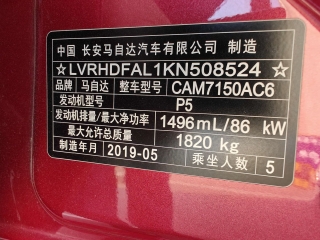 中国 长安马自达汽车有限公司 制造
☆LVRHDFAL1KN508524☆
品牌 马自达 整车型号 CAM7150AC6
发动机型号 P5
发动机排量/最大净功率 1496mL/86 kW
最大允许总质量 1820 kg
制造年月 2019-05 乘坐人数 5